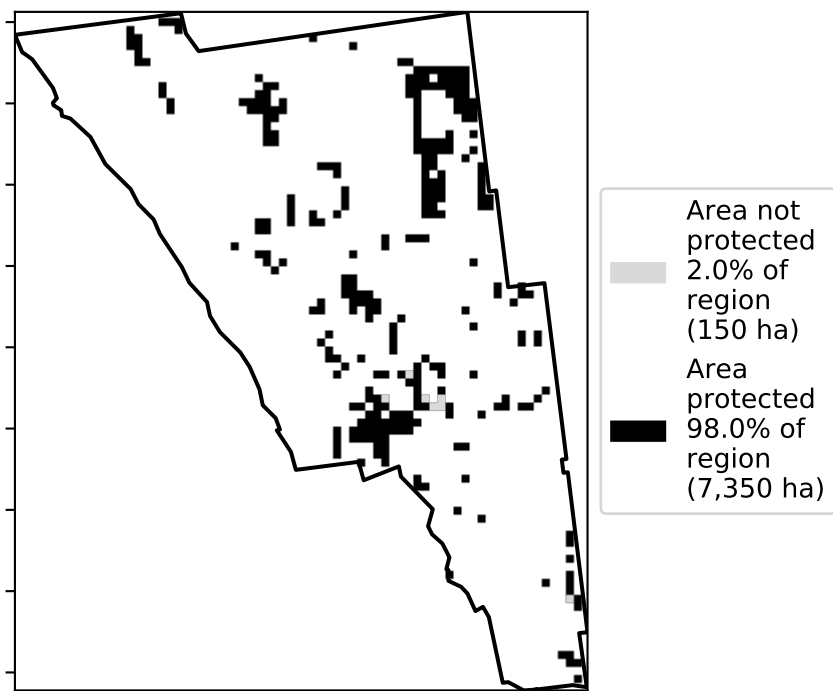 Area not
protected
2.0% of
region
(150 ha)
Area
protected
98.0% of
region
(7,350 ha)